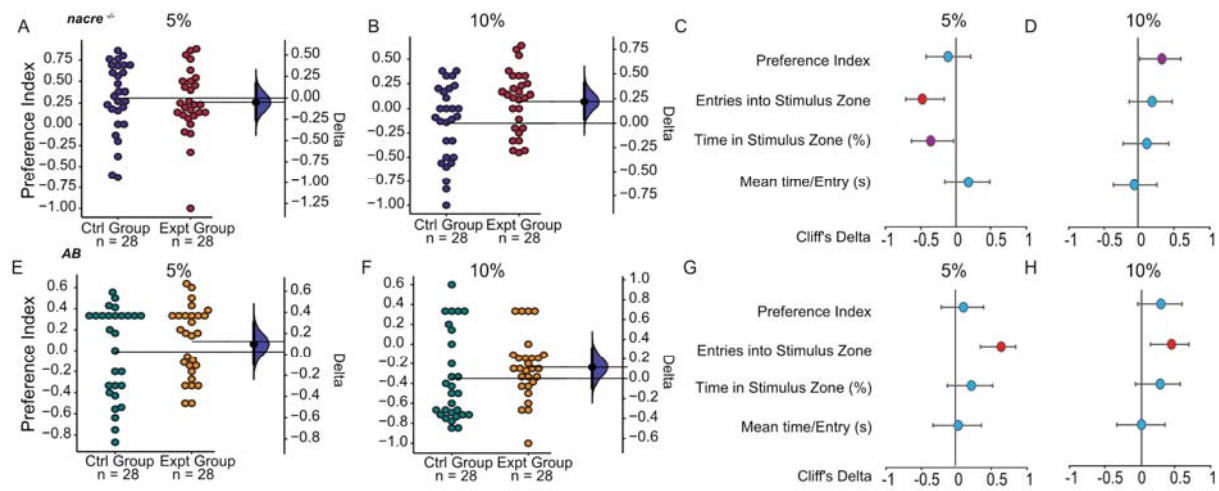 nacre -/-
A
5%
Preference Index
0.75
0.50
0.25
0.00
−0.25
0.50
−0.75
−1.00
0.50
0.25
0.00
−0.25
−0.50
−0.75
−1.00
−1.25
Delta
Ctrl Group
n = 28
Expt Group
n = 28
B
10%
0.50
0.25
0.00
−0.25
−0.50
−0.75
−1.00
0.75
0.50
0.25
0.00
−0.25
−0.50
0.75
Delta
Ctrl Group
n = 28
Expt Group
n = 28
C
5%
Preference Index
Entries into Stimulus Zone
Time in Stimulus Zone (%)
Mean time/Entry (s)
Cliff's Delta
-1
-0.5
0
0.5
1
D
10%
-1
-0.5
0
0.5
1
AB
E
5%
Preference Index
0.6
0.4
0.2
0.0
−0.2
−0.4
−0.6
−0.8
0.6
0.4
0.2
0.0
−0.2
−0.4
−0.6
−0.8
Delta
Ctrl Group
n = 28
Expt Group
n = 28
F
10%
0.6
0.4
0.2
0.0
−0.2
−0.4
−0.6
−0.8
−1.0
1.0
0.8
0.6
0.4
0.2
0.0
−0.2
−0.4
−0.6
Delta
Ctrl Group
n = 28
Expt Group
n = 28
G
5%
Preference Index
Entries into Stimulus Zone
Time in Stimulus Zone (%)
Mean time/Entry (s)
Cliff's Delta
-1
-0.5
0
0.5
1
H
10%
-1
-0.5
0
0.5
1